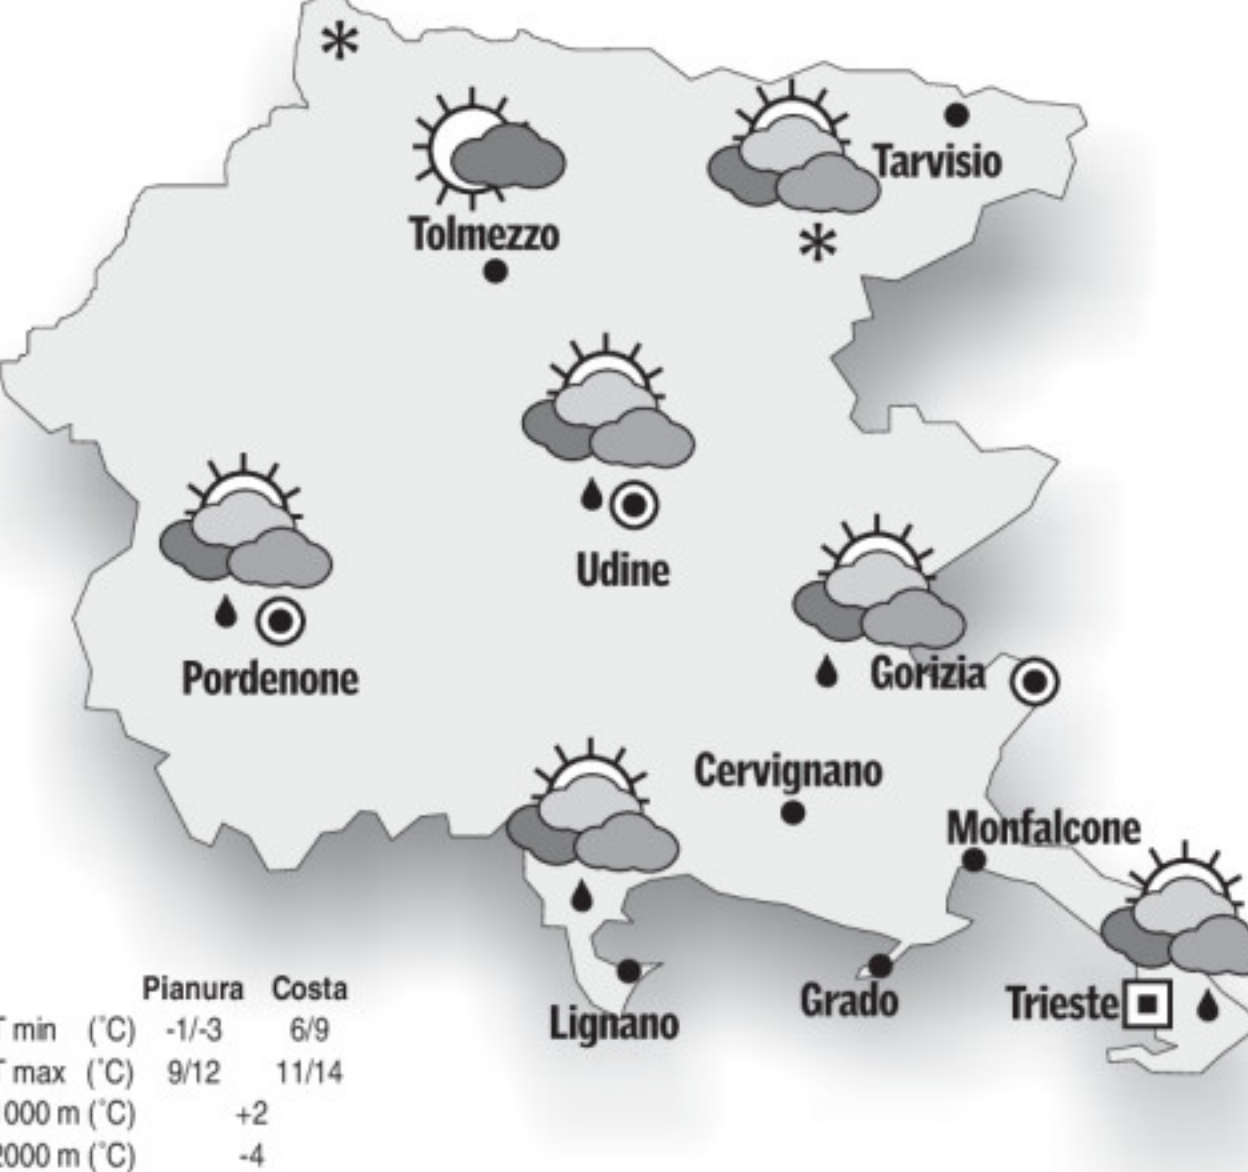 Tarvisio
Tolmezzo
Udine
Pordenone
Gorizia
Cervignano
Monfalcone
Lignano
Grado
Trieste
Pianura Costa
T min (°C) -1/-3 6/9
T max (°C) 9/12 11/14
000 m (°C) +2
2000 m (°C) -4